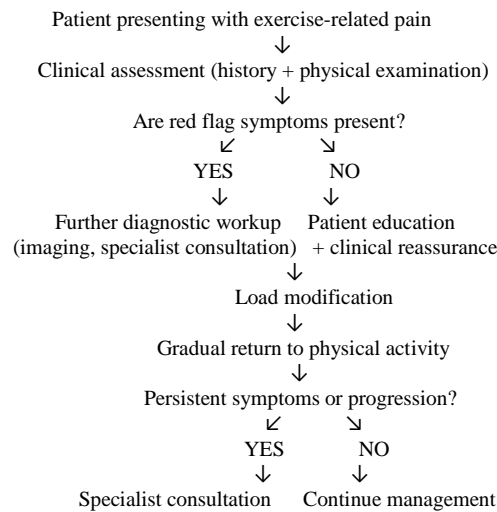 Patient presenting with exercise-related pain
↓
Clinical assessment (history + physical examination)
↓
Are red flag symptoms present?
↙ ↘
YES NO
↓ ↓
Further diagnostic workup Patient education
(imaging, specialist consultation) + clinical reassurance
↓
Load modification
↓
Gradual return to physical activity
↓
Persistent symptoms or progression?
↙ ↘
YES NO
↓ ↓
Specialist consultation Continue management